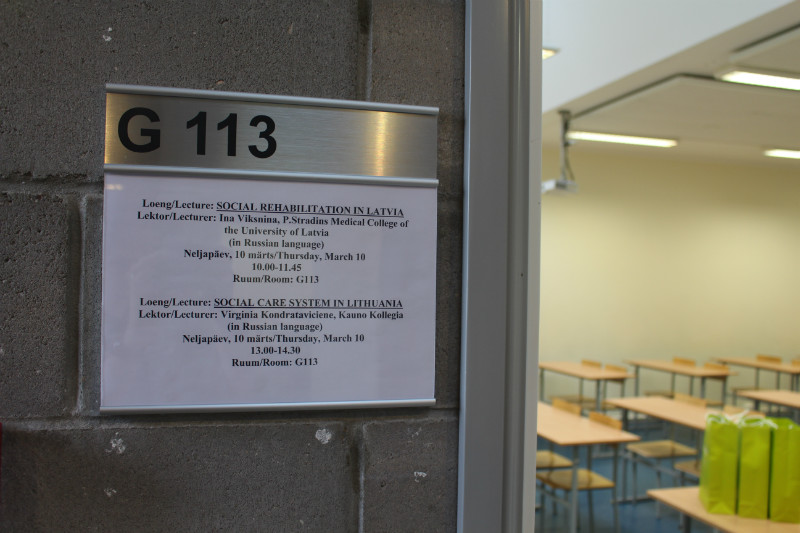 G 113
Loeng/Lecture: SOCIAL REHABILITATION IN LATVIA
Lektor/Lecturer: Ina Viksnina, P.Stradins Medical College of
the University of Latvia
(in Russian language)
Neljapäev, 10 märts/Thursday, March 10
10.00-11.45
Ruum/Room: G113
Loeng/Lecture: SOCIAL CARE SYSTEM IN LITHUANIA
Lektor/Lecturer: Virginia Kondrataviciene, Kauno Kollegia
(in Russian language)
Neljapäev, 10 märts/Thursday, March 10
13.00-14.30
Ruum/Room: G113